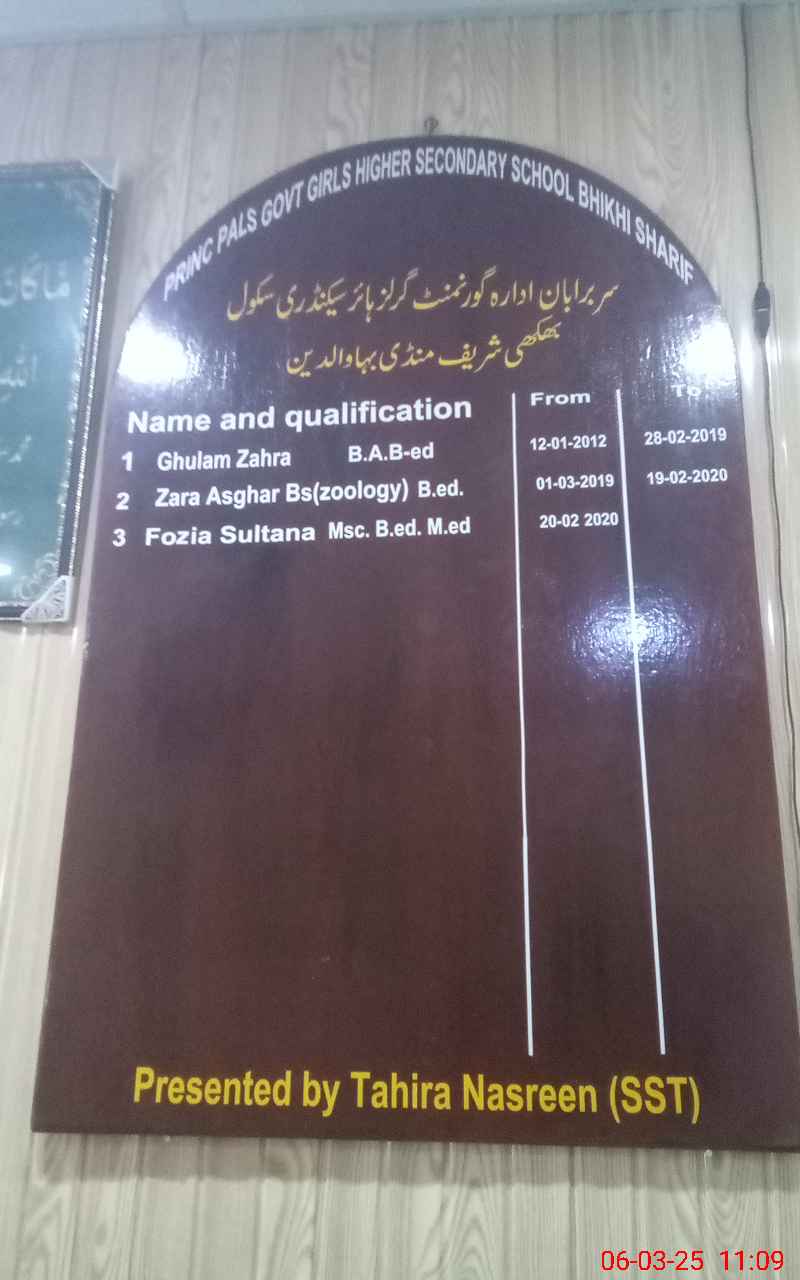 PRINC PALS GOVT GIRLS HIGHER SECONDARY SCHOOL BHIKHI SHARIF
سربراہان ادارہ گورنمنٹ گرلز ہائر سیکنڈری سکول
بھکھی شریف منڈی بہاوالدین
Name and qualification From To
1 Ghulam Zahra B.A.B-ed 12-01-2012 28-02-2019
2 Zara Asghar Bs(zoology) B.ed. 01-03-2019 19-02-2020
3 Fozia Sultana Msc. B.ed. M.ed 20-02 2020
Presented by Tahira Nasreen (SST)
06-03-25 11:09